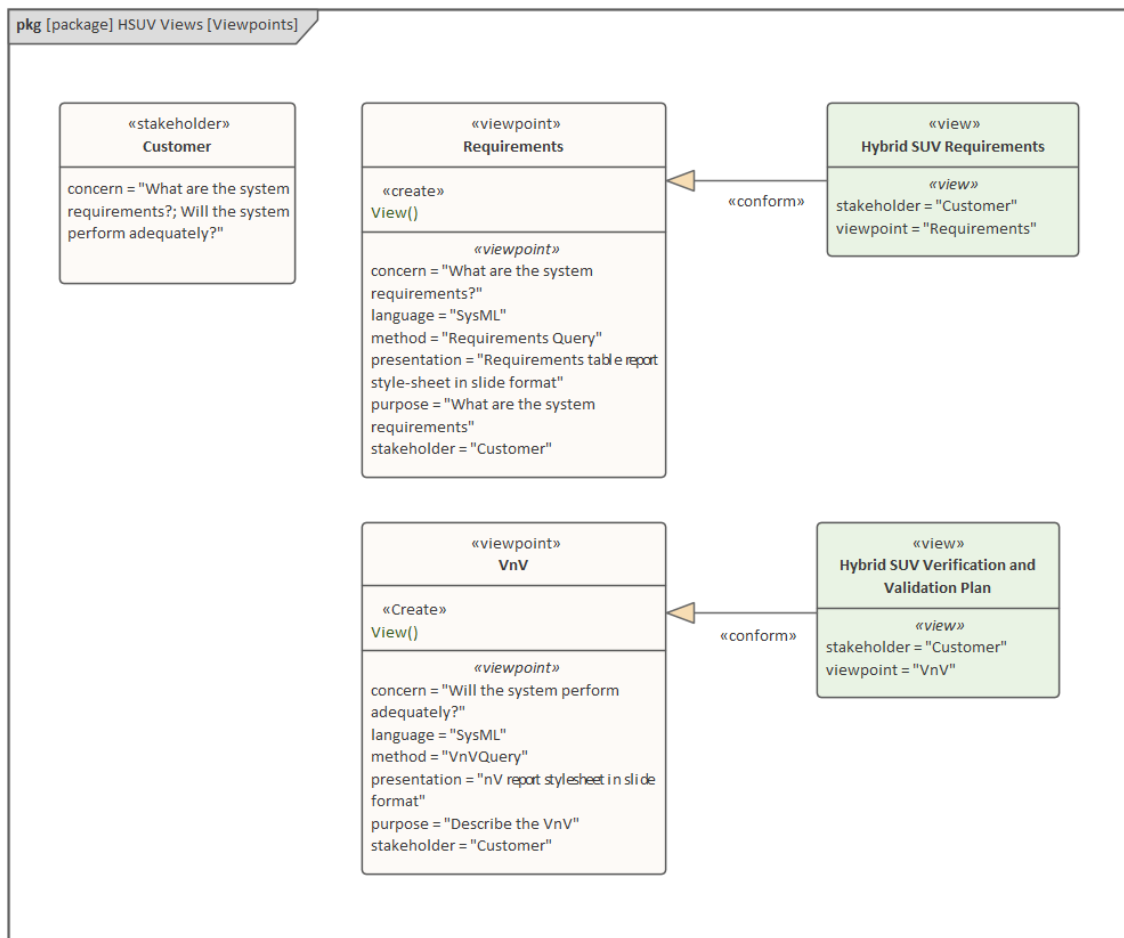 pkg [package] HSUV Views [Viewpoints]
«stakeholder»
Customer
concern = "What are the system
requirements?; Will the system
perform adequately?"
«viewpoint»
Requirements
«create»
View()
«viewpoint»
concern = "What are the system
requirements?"
language = "SysML"
method = "Requirements Query"
presentation = "Requirements table report
style-sheet in slide format"
purpose = "What are the system
requirements"
stakeholder = "Customer"
«conform»
«view»
Hybrid SUV Requirements
«view»
stakeholder = "Customer"
viewpoint = "Requirements"
«viewpoint»
VnV
«Create»
View()
«viewpoint»
concern = "Will the system perform
adequately?"
language = "SysML"
method = "VnVQuery"
presentation = "nV report stylesheet in slide
format"
purpose = "Describe the VnV"
stakeholder = "Customer"
«conform»
«view»
Hybrid SUV Verification and
Validation Plan
«view»
stakeholder = "Customer"
viewpoint = "VnV"